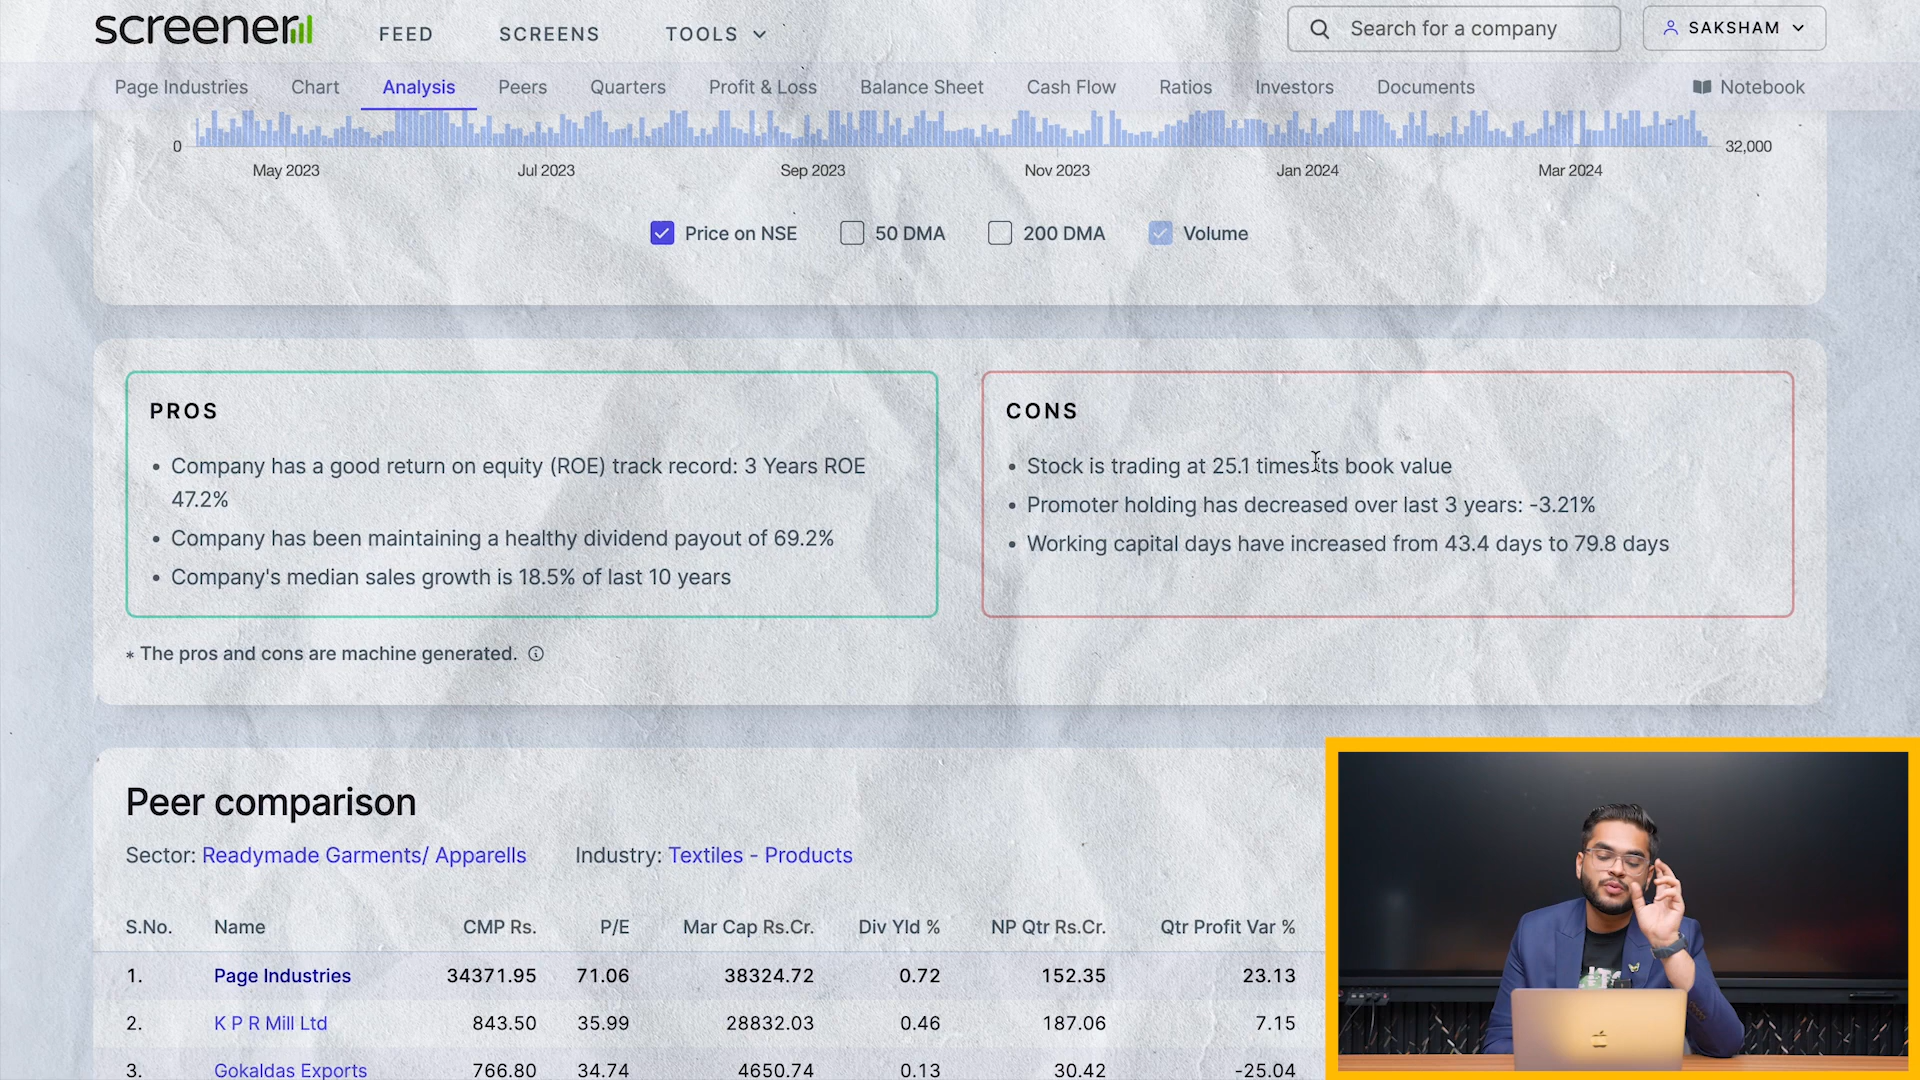 screener
FEED
SCREENS
TOOLS
Search for a company
SAKSHAM
Page Industries
Chart
Analysis
Peers
Quarters
Profit & Loss
Balance Sheet
Cash Flow
Ratios
Investors
Documents
Notebook
0
32,000
May 2023
Jul 2023
Sep 2023
Nov 2023
Jan 2024
Mar 2024
Price on NSE
50 DMA
200 DMA
Volume
PROS
• Company has a good return on equity (ROE) track record: 3 Years ROE
47.2%
• Company has been maintaining a healthy dividend payout of 69.2%
• Company's median sales growth is 18.5% of last 10 years
CONS
• Stock is trading at 25.1 times its book value
• Promoter holding has decreased over last 3 years: -3.21%
• Working capital days have increased from 43.4 days to 79.8 days
* The pros and cons are machine generated.
Peer comparison
Sector: Readymade Garments/ Apparells Industry: Textiles - Products
S.No. Name CMP Rs. P/E Mar Cap Rs.Cr. Div Yld % NP Qtr Rs.Cr. Qtr Profit Var %
1. Page Industries 34371.95 71.06 38324.72 0.72 152.35 23.13
2. K P R Mill Ltd 843.50 35.99 28832.03 0.46 187.06 7.15
3. Gokaldas Exports 766.80 34.74 4650.74 0.13 30.42 -25.04